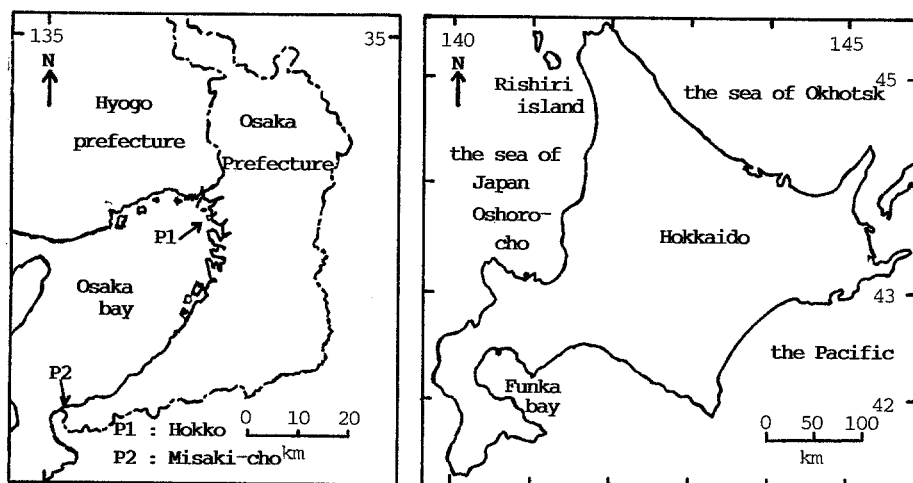 135
35
N
Hyogo
prefecture
Osaka
Prefecture
P1
Osaka
bay
P2
P1 : Hokko
P2 : Misaki-cho
0 10 20
km
140
145
N
45
Rishiri
island
the sea of Okhotsk
the sea of
Japan
Oshoro-
cho
Hokkaido
43
the Pacific
Funka
bay
42
0 50 100
km